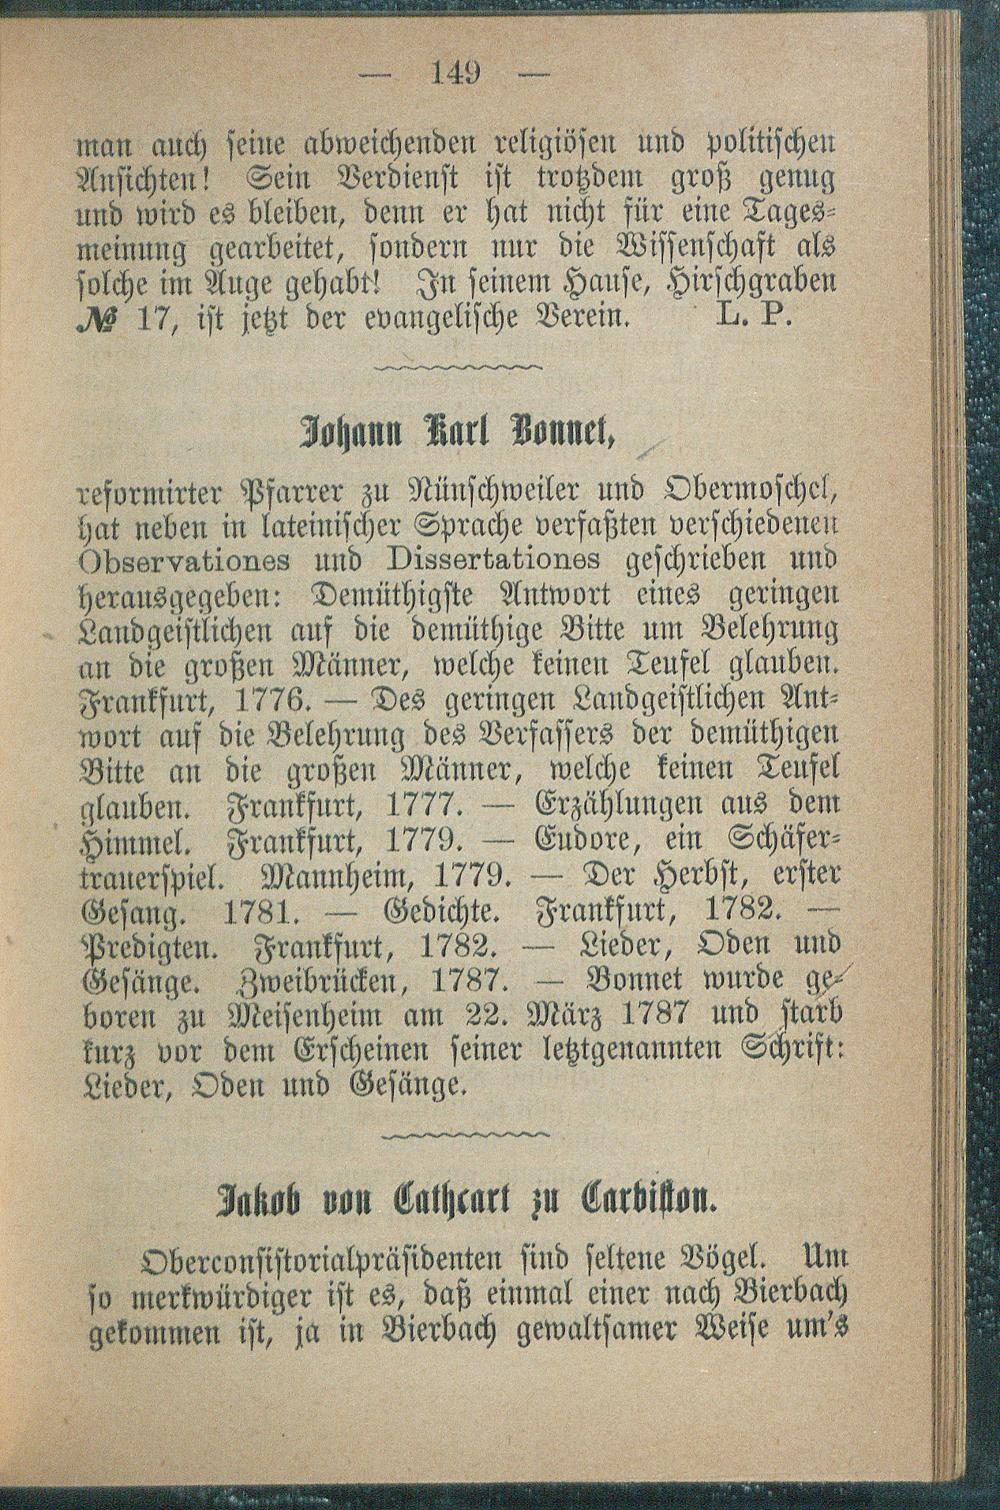 — 149 —
man auch seine abweichenden religiösen und politischen
Ansichten! Sein Verdienst ist trotzdem groß genug
und wird es bleiben, denn er hat nicht für eine Tages-
meinung gearbeitet, sondern nur die Wissenschaft als
solche im Auge gehabt! In seinem Hause, Hirschgraben
№ 17, ist jetzt der evangelische Verein. L. P.
Johann Karl Bonnet,
reformirter Pfarrer zu Nünschweiler und Obermoschel,
hat neben in lateinischer Sprache verfaßten verschiedenen
Observationes und Dissertationes geschrieben und
herausgegeben: Demüthigste Antwort eines geringen
Landgeistlichen auf die demüthige Bitte um Belehrung
an die großen Männer, welche keinen Teufel glauben.
Frankfurt, 1776. — Des geringen Landgeistlichen Ant-
wort auf die Belehrung des Verfassers der demüthigen
Bitte an die großen Männer, welche keinen Teufel
glauben. Frankfurt, 1777. — Erzählungen aus dem
Himmel. Frankfurt, 1779. — Eudore, ein Schäfer-
trauerspiel. Mannheim, 1779. — Der Herbst, erster
Gesang. 1781. — Gedichte. Frankfurt, 1782. —
Predigten. Frankfurt, 1782. — Lieder, Oden und
Gesänge. Zweibrücken, 1787. — Bonnet wurde ge-
boren zu Meisenheim am 22. März 1787 und starb
kurz vor dem Erscheinen seiner letztgenannten Schrift:
Lieder, Oden und Gesänge.
Jakob von Cathcart zu Carbiston.
Oberconsistorialpräsidenten sind seltene Vögel. Um
so merkwürdiger ist es, daß einmal einer nach Bierbach
gekommen ist, ja in Bierbach gewaltsamer Weise um's